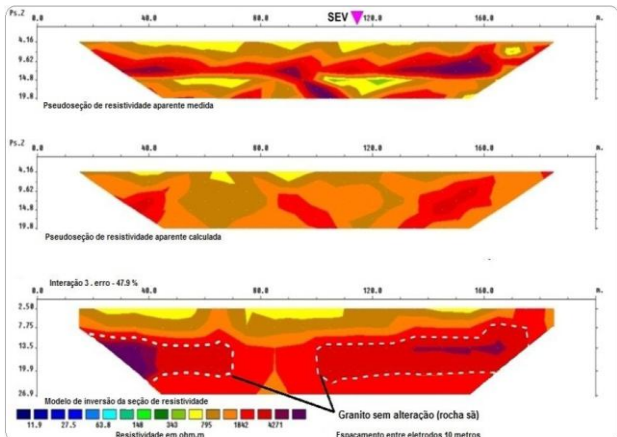 SEV
Ps.Z 0.0 40.0 80.0 120.0 160.0 m.
4.16
9.62
14.8
19.8
Pseudoseção de resistividade aparente medida
Ps.Z 0.0 40.0 80.0 120.0 160.0 m.
4.16
9.62
14.8
19.8
Pseudoseção de resistividade aparente calculada
Interação 3 . erro - 47.9 %
0.0 40.0 80.0 120.0 160.0 m.
2.50
7.75
13.5
19.9
26.9
Modelo de inversão da seção de resistividade
11.9 27.5 63.8 148 343 795 1842 4271
Granito sem alteração (rocha sã)
Resistividade em ohm.m
Espaçamento entre eletrodos 10 metros